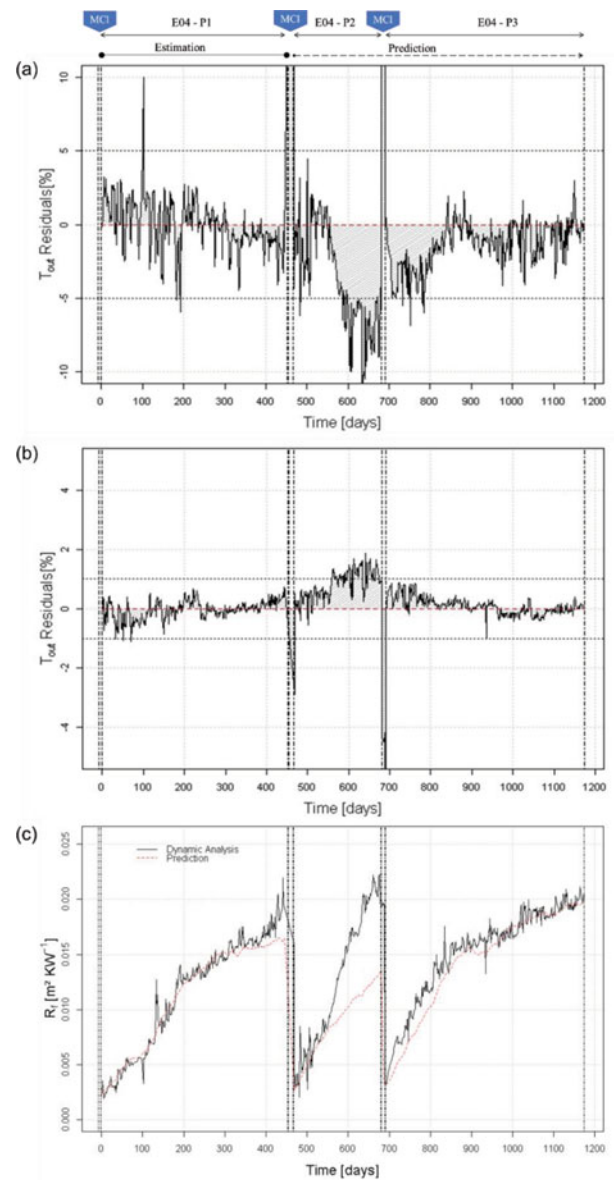 MCI
E04 - P1
MCI
E04 - P2
MCI
E04 - P3
Estimation
Prediction
(a)
10
5
0
-5
-10
Tout Residuals[%]
0 100 200 300 400 500 600 700 800 900 1000 1100 1200
Time [days]
(b)
4
2
0
-2
-4
Tout Residuals[%]
0 100 200 300 400 500 600 700 800 900 1000 1100 1200
Time [days]
(c)
Dynamic Analysis
Prediction
0.025
0.020
0.015
0.010
0.005
0.000
Rf [m² KW⁻¹]
0 100 200 300 400 500 600 700 800 900 1000 1100 1200
Time [days]